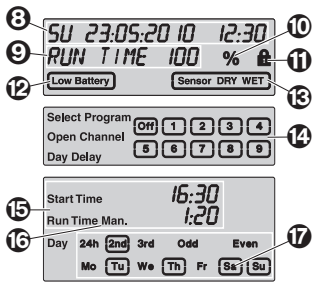 8 SU 23:05:20 10 12:30 10
9 RUN TIME 100 % 11
12 Low Battery Sensor DRY WET 13
Select Program Off 1 2 3 4
Open Channel 14
Day Delay 5 6 7 8 9
15 Start Time 16:30
16 Run Time Man. 1:20
Day 24h 2nd 3rd Odd Even 17
Mo Tu We Th Fr Sa Su